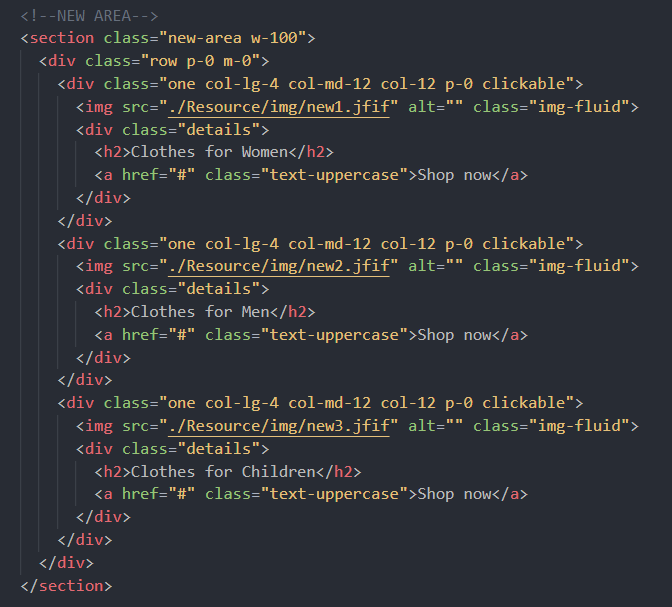 <!--NEW AREA-->
<section class="new-area w-100">
<div class="row p-0 m-0">
<div class="one col-lg-4 col-md-12 col-12 p-0 clickable">
<img src="./Resource/img/new1.jfif" alt="" class="img-fluid">
<div class="details">
<h2>Clothes for Women</h2>
<a href="#" class="text-uppercase">Shop now</a>
</div>
</div>
<div class="one col-lg-4 col-md-12 col-12 p-0 clickable">
<img src="./Resource/img/new2.jfif" alt="" class="img-fluid">
<div class="details">
<h2>Clothes for Men</h2>
<a href="#" class="text-uppercase">Shop now</a>
</div>
</div>
<div class="one col-lg-4 col-md-12 col-12 p-0 clickable">
<img src="./Resource/img/new3.jfif" alt="" class="img-fluid">
<div class="details">
<h2>Clothes for Children</h2>
<a href="#" class="text-uppercase">Shop now</a>
</div>
</div>
</div>
</section>